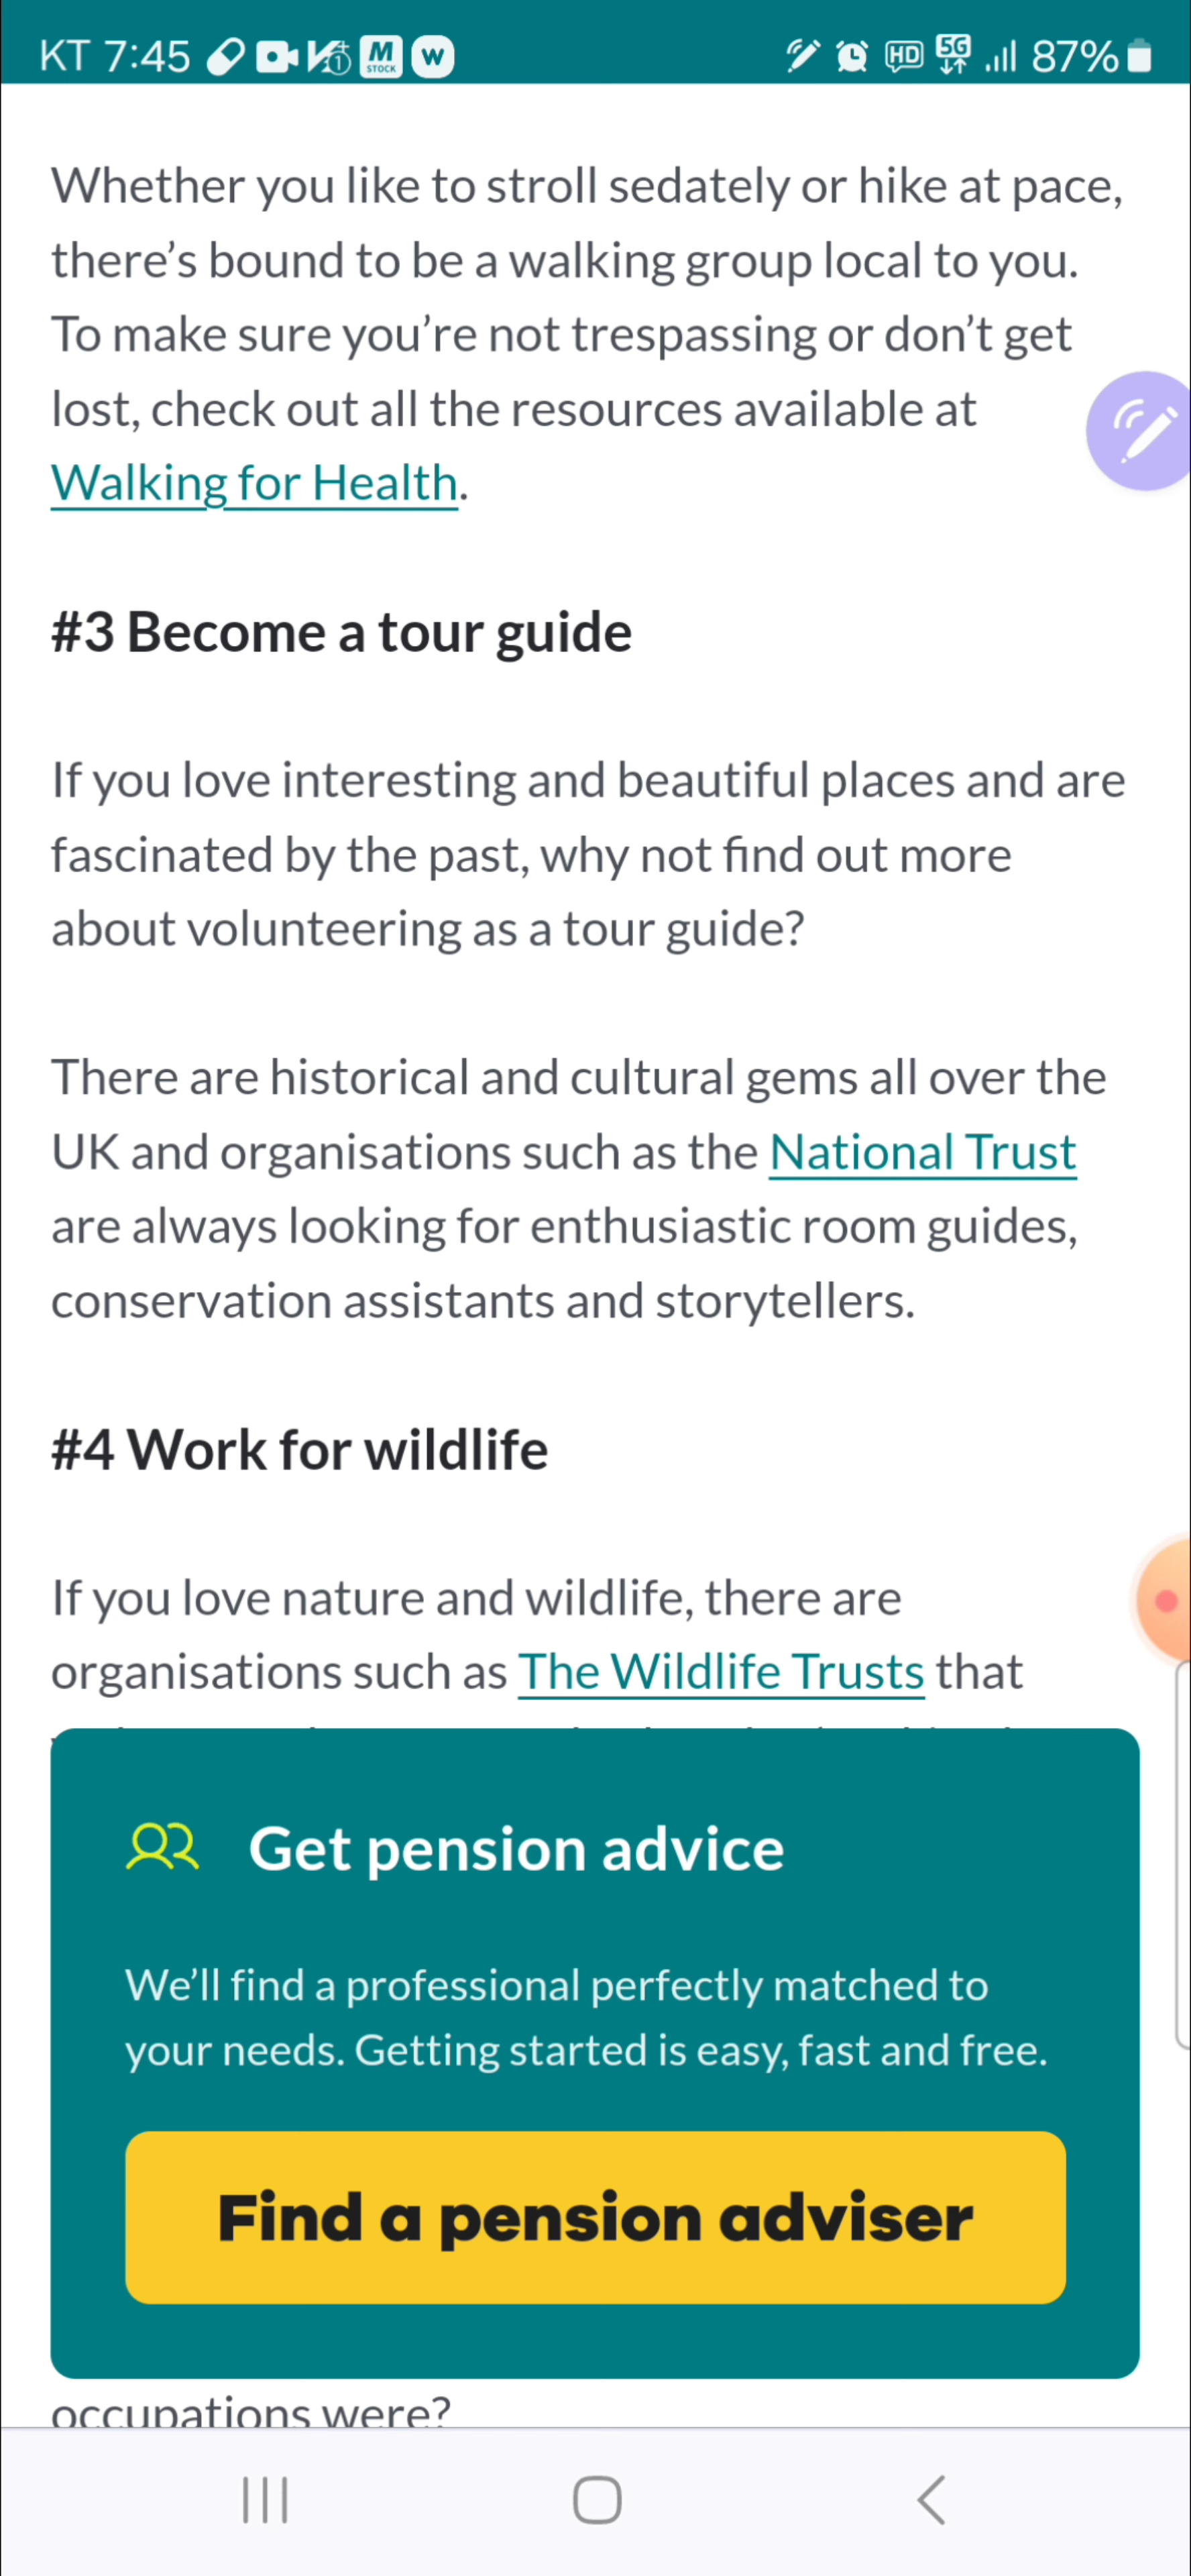 KT 7:45
M
STOCK
W
HD
5G
87%
Whether you like to stroll sedately or hike at pace,
there’s bound to be a walking group local to you.
To make sure you’re not trespassing or don’t get
lost, check out all the resources available at
Walking for Health.
#3 Become a tour guide
If you love interesting and beautiful places and are
fascinated by the past, why not find out more
about volunteering as a tour guide?
There are historical and cultural gems all over the
UK and organisations such as the National Trust
are always looking for enthusiastic room guides,
conservation assistants and storytellers.
#4 Work for wildlife
If you love nature and wildlife, there are
organisations such as The Wildlife Trusts that
Get pension advice
We’ll find a professional perfectly matched to
your needs. Getting started is easy, fast and free.
Find a pension adviser
occupations were?